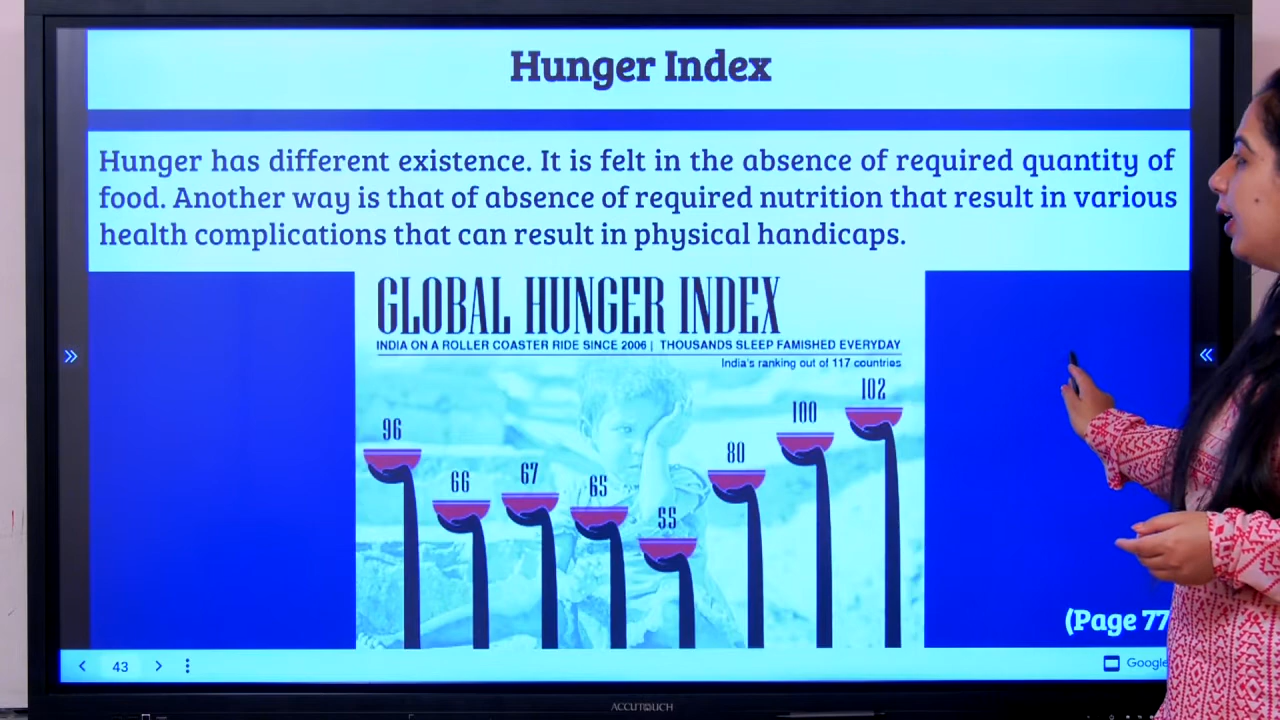 Hunger Index
Hunger has different existence. It is felt in the absence of required quantity of
food. Another way is that of absence of required nutrition that result in various
health complications that can result in physical handicaps.
GLOBAL HUNGER INDEX
INDIA ON A ROLLER COASTER RIDE SINCE 2006 | THOUSANDS SLEEP FAMISHED EVERYDAY
India's ranking out of 117 countries
96
66
67
65
55
80
100
102
(Page 77
43
Google
ACCUTOUCH